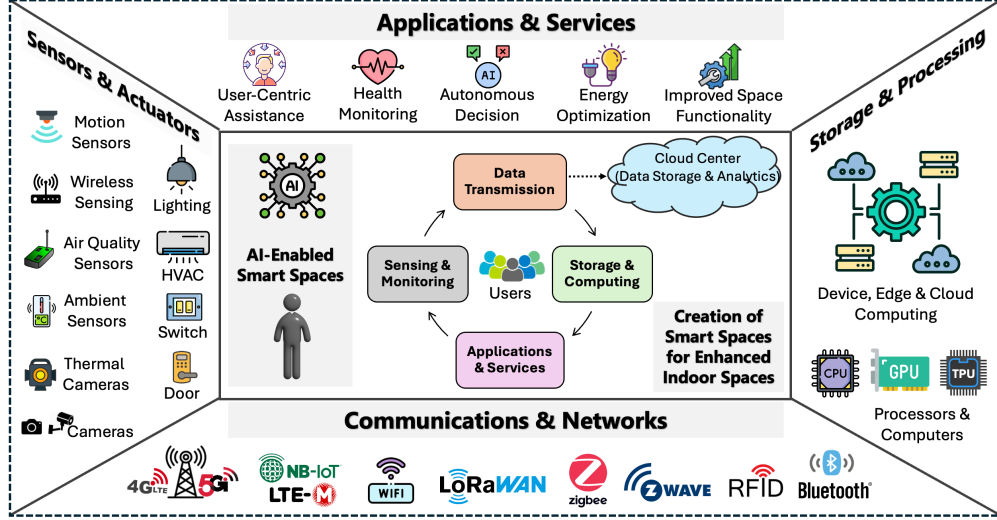 Applications & Services
User-Centric
Assistance
Health
Monitoring
Autonomous
Decision
Energy
Optimization
Improved Space
Functionality
AI
Sensors & Actuators
Motion
Sensors
Wireless
Sensing
Lighting
Air Quality
Sensors
HVAC
Ambient
Sensors
°C
Switch
Thermal
Cameras
Door
Cameras
AI
AI-Enabled
Smart Spaces
Data
Transmission
Cloud Center
(Data Storage & Analytics)
Sensing &
Monitoring
Users
Storage &
Computing
Applications
& Services
Creation of
Smart Spaces
for Enhanced
Indoor Spaces
Storage & Processing
Device, Edge & Cloud
Computing
CPU
GPU
TPU
Processors &
Computers
Communications & Networks
4G LTE
5G
NB-IoT
LTE-M
WIFI
LoRaWAN
zigbee
Z WAVE
RFID
Bluetooth®